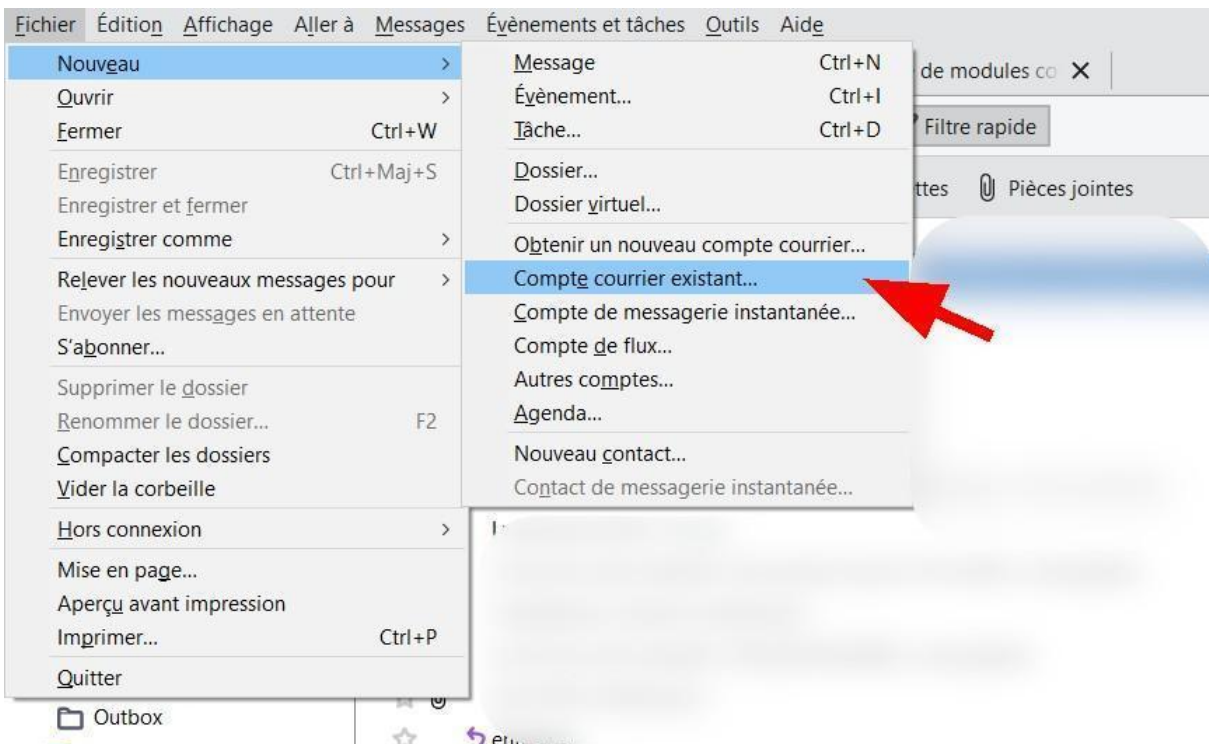 Fichier Édition Affichage Aller à Messages Évènements et tâches Outils Aide
Nouveau >
Ouvrir >
Fermer Ctrl+W
Enregistrer Ctrl+Maj+S
Enregistrer et fermer
Enregistrer comme >
Relever les nouveaux messages pour >
Envoyer les messages en attente
S'abonner...
Supprimer le dossier
Renommer le dossier... F2
Compacter les dossiers
Vider la corbeille
Hors connexion >
Mise en page...
Aperçu avant impression
Imprimer... Ctrl+P
Quitter
Message Ctrl+N
Évènement... Ctrl+I
Tâche... Ctrl+D
Dossier...
Dossier virtuel...
Obtenir un nouveau compte courrier...
Compte courrier existant...
Compte de messagerie instantanée...
Compte de flux...
Autres comptes...
Agenda...
Nouveau contact...
Contact de messagerie instantanée...
de modules co
Filtre rapide
ttes Pièces jointes
Outbox